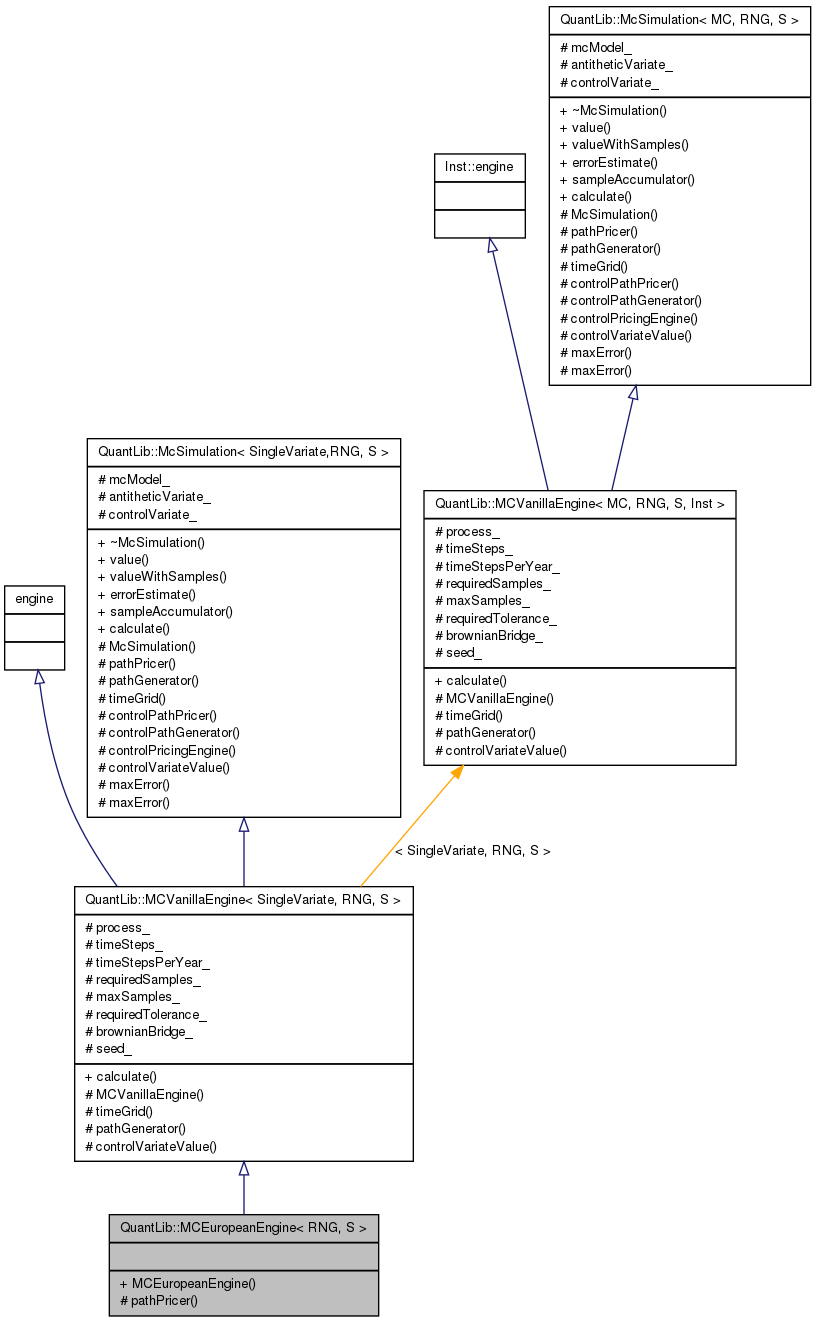 QuantLib::McSimulation< MC, RNG, S >
# mcModel_
# antitheticVariate_
# controlVariate_
+ ~McSimulation()
+ value()
+ valueWithSamples()
+ errorEstimate()
+ sampleAccumulator()
+ calculate()
# McSimulation()
# pathPricer()
# pathGenerator()
# timeGrid()
# controlPathPricer()
# controlPathGenerator()
# controlPricingEngine()
# controlVariateValue()
# maxError()
# maxError()
Inst::engine
QuantLib::McSimulation< SingleVariate,RNG, S >
# mcModel_
# antitheticVariate_
# controlVariate_
+ ~McSimulation()
+ value()
+ valueWithSamples()
+ errorEstimate()
+ sampleAccumulator()
+ calculate()
# McSimulation()
# pathPricer()
# pathGenerator()
# timeGrid()
# controlPathPricer()
# controlPathGenerator()
# controlPricingEngine()
# controlVariateValue()
# maxError()
# maxError()
QuantLib::MCVanillaEngine< MC, RNG, S, Inst >
# process_
# timeSteps_
# timeStepsPerYear_
# requiredSamples_
# maxSamples_
# requiredTolerance_
# brownianBridge_
# seed_
+ calculate()
# MCVanillaEngine()
# timeGrid()
# pathGenerator()
# controlVariateValue()
engine
< SingleVariate, RNG, S >
QuantLib::MCVanillaEngine< SingleVariate, RNG, S >
# process_
# timeSteps_
# timeStepsPerYear_
# requiredSamples_
# maxSamples_
# requiredTolerance_
# brownianBridge_
# seed_
+ calculate()
# MCVanillaEngine()
# timeGrid()
# pathGenerator()
# controlVariateValue()
QuantLib::MCEuropeanEngine< RNG, S >
+ MCEuropeanEngine()
# pathPricer()